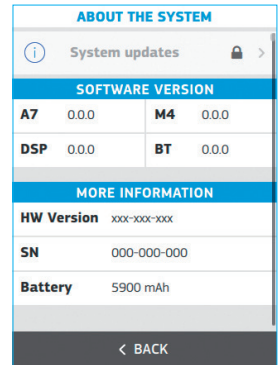 ABOUT THE SYSTEM
System updates
SOFTWARE VERSION
A7 0.0.0 M4 0.0.0
DSP 0.0.0 BT 0.0.0
MORE INFORMATION
HW Version xxx-xxx-xxx
SN 000-000-000
Battery 5900 mAh
< BACK